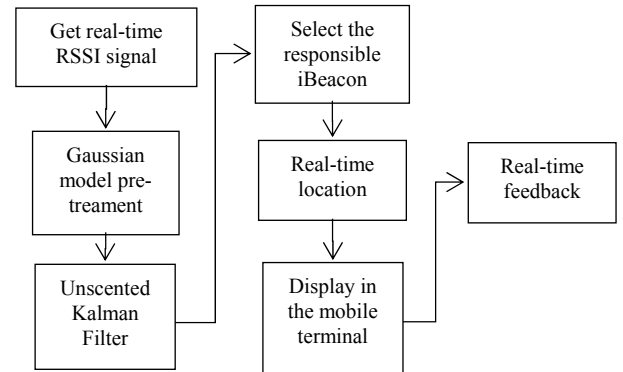 Get real-time
RSSI signal
Gaussian
model pre-
treament
Unscented
Kalman
Filter
Select the
responsible
iBeacon
Real-time
location
Display in
the mobile
terminal
Real-time
feedback